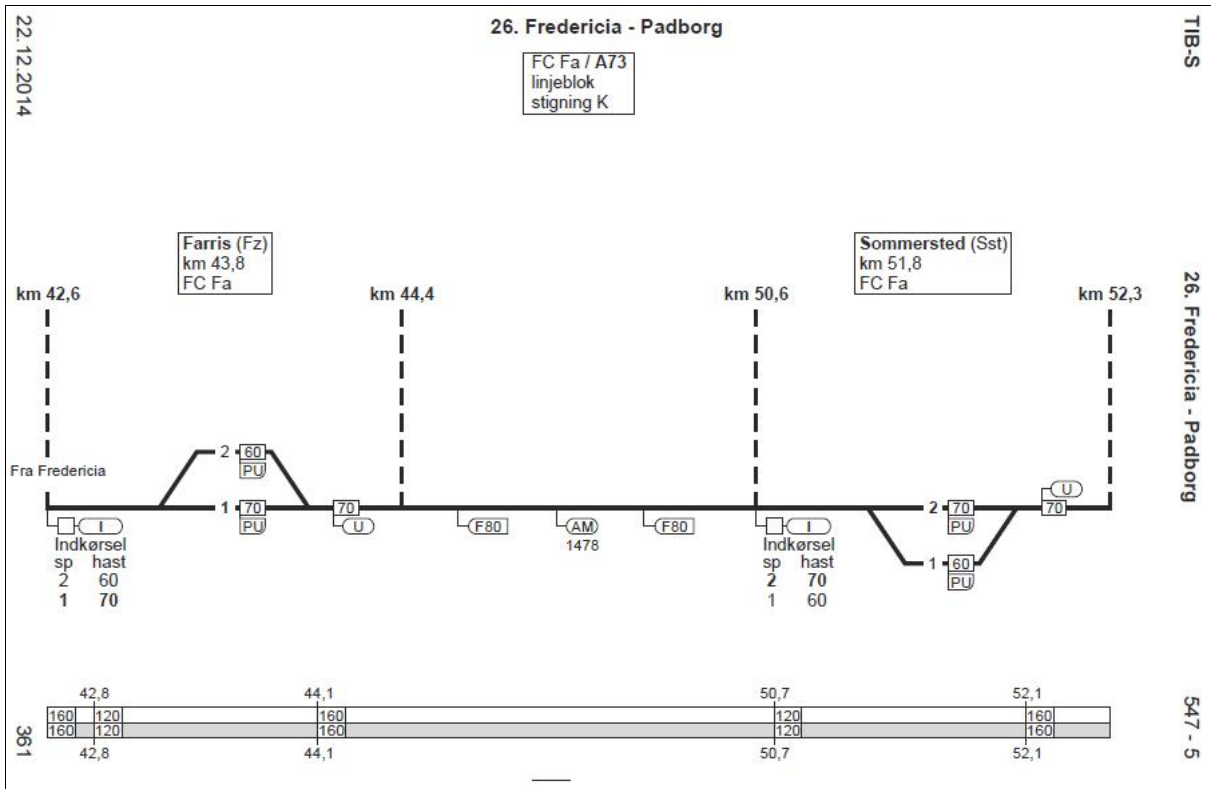 22.12.2014
26. Fredericia - Padborg
TIB-S
FC Fa / A73
linjeblok
stigning K
Farris (Fz)
km 43,8
FC Fa
Sommersted (Sst)
km 51,8
FC Fa
km 42,6
km 44,4
km 50,6
km 52,3
26. Fredericia - Padborg
Fra Fredericia
2 60
PU
1 70
PU
70
U
F80
AM
1478
F80
I
Indkørsel
sp hast
2 60
1 70
I
Indkørsel
sp hast
2 70
1 60
2 70
PU
1 60
PU
U
70
42,8 44,1 50,7 52,1
160 120 160 120 160
160 120 160 120 160
42,8 44,1 50,7 52,1
361
547 - 5